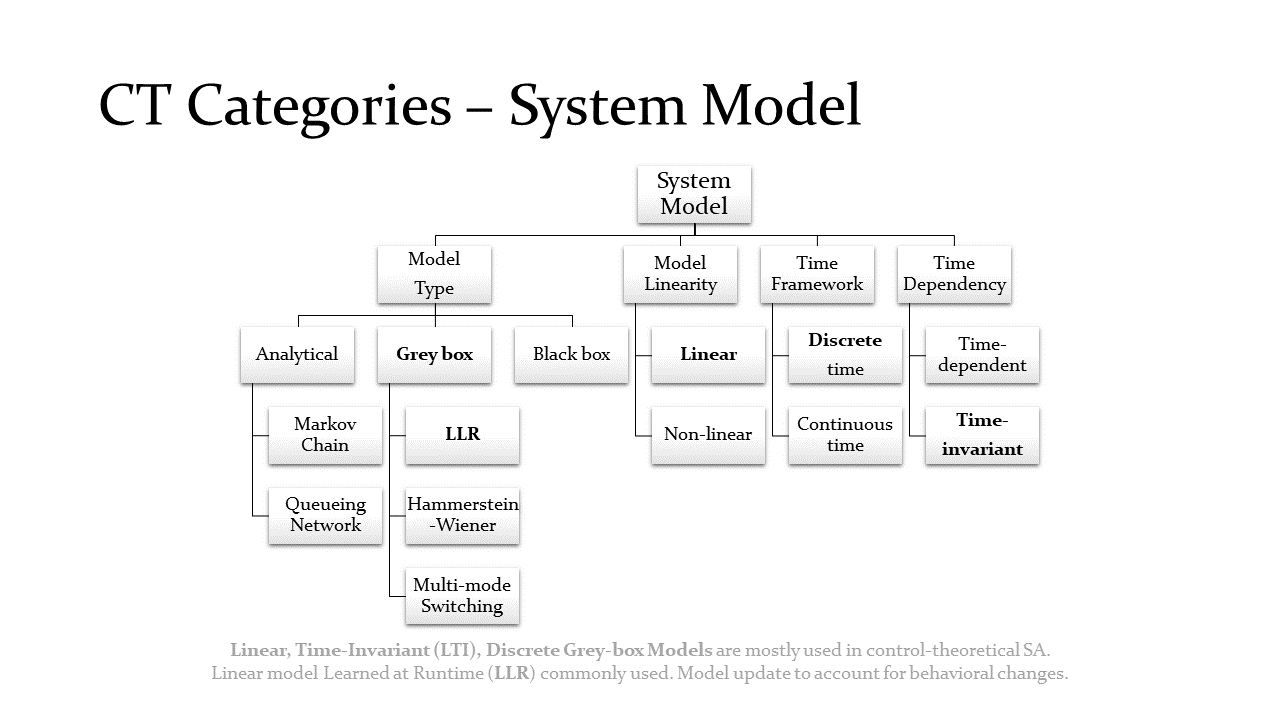 CT Categories – System Model
System
Model
Model
Type
Model
Linearity
Time
Framework
Time
Dependency
Analytical
Grey box
Black box
Linear
Discrete
time
Time-
dependent
Markov
Chain
LLR
Non-linear
Continuous
time
Time-
invariant
Queueing
Network
Hammerstein
-Wiener
Multi-mode
Switching
Linear, Time-Invariant (LTI), Discrete Grey-box Models are mostly used in control-theoretical SA.
Linear model Learned at Runtime (LLR) commonly used. Model update to account for behavioral changes.